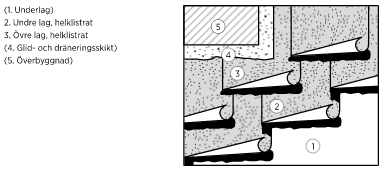 (1. Underlag)
2. Undre lag, helklistrat
3. Övre lag, helklistrat
(4. Glid- och dräneringsskikt)
(5. Överbyggnad)
5
4
3
2
1